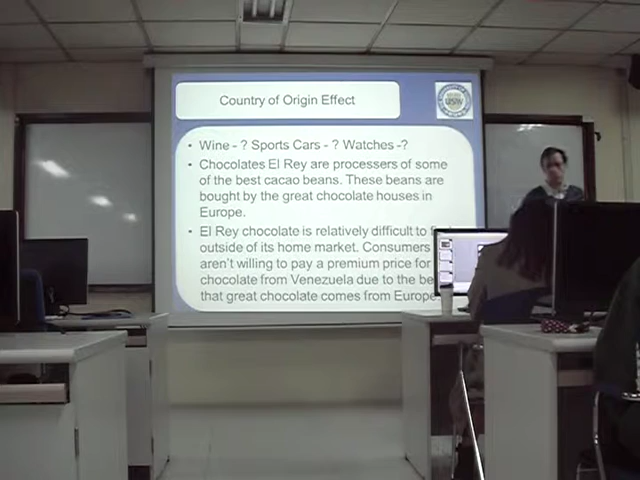 Country of Origin Effect
USW
• Wine - ? Sports Cars - ? Watches -?
• Chocolates El Rey are processers of some
of the best cacao beans. These beans are
bought by the great chocolate houses in
Europe.
• El Rey chocolate is relatively difficult to
outside of its home market. Consumers
aren't willing to pay a premium price for
chocolate from Venezuela due to the
that great chocolate comes from Europe